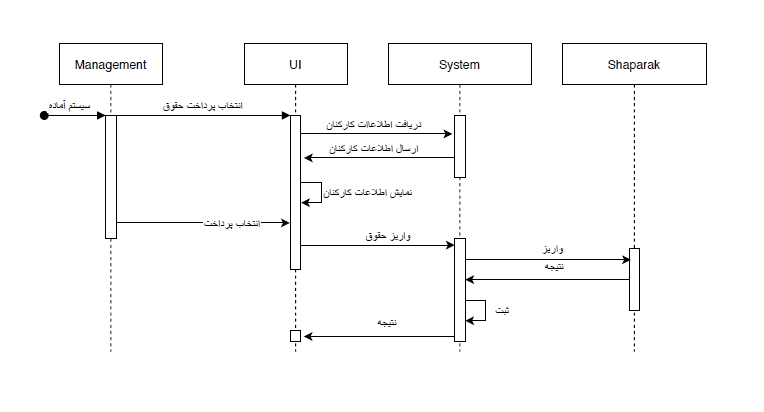 Management
UI
System
Shaparak
سیستم آماده
انتخاب پرداخت حقوق
دریافت اطلاعاات کارکنان
ارسال اطلاعات کارکنان
نمایش اطلاعات کارکنان
انتخاب پرداخت
واریز حقوق
واریز
نتیجه
ثبت
نتیجه